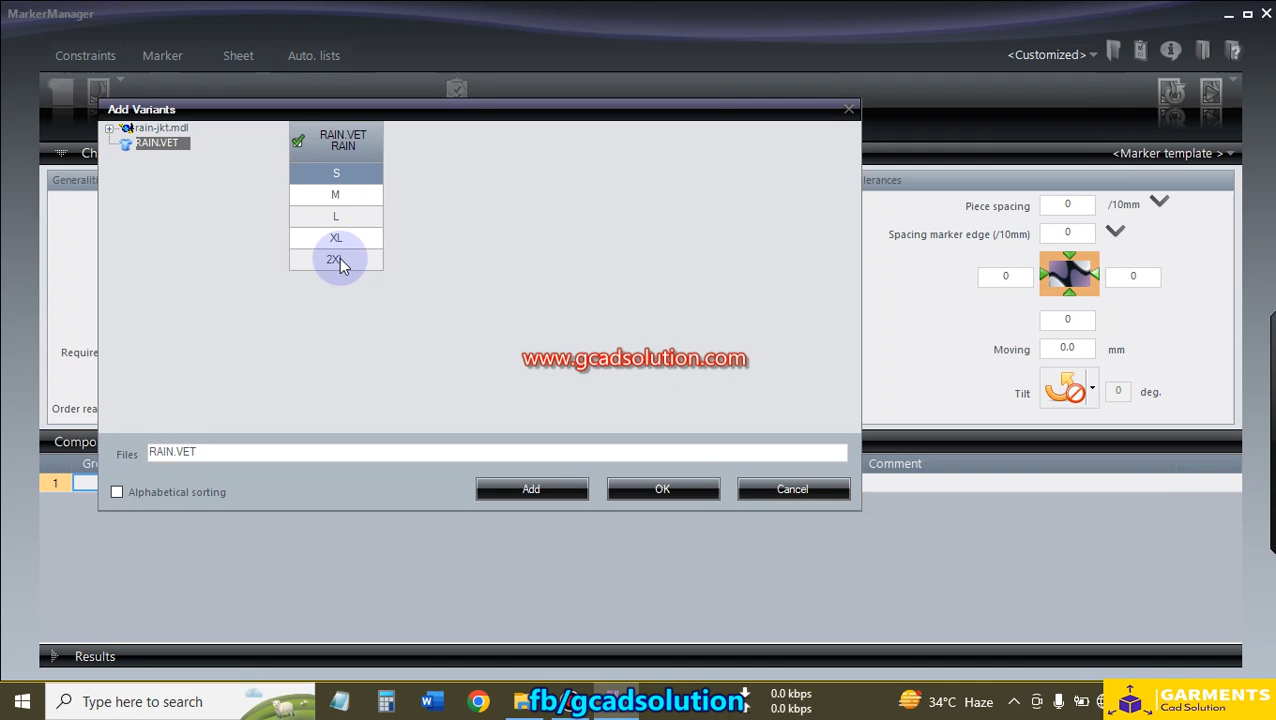 MarkerManager
Constraints
Marker
Sheet
Auto. lists
<Customized>
Add Variants
rain-jkt.mdl
RAIN.VET
RAIN.VET
RAIN
S
M
L
XL
2XL
Ch
<Marker template >
Generaliti
lerances
Piece spacing
0
/10mm
Spacing marker edge (/10mm)
0
0
0
0
Require
Moving
0.0
mm
www.gcadsolution.com
Tilt
0
deg.
Order rea
Compo
Files
RAIN.VET
Gr
Comment
1
Alphabetical sorting
Add
OK
Cancel
Results
Type here to search
fb/gcadsolution
0.0 kbps
0.0 kbps
34°C Haze
GARMENTS
Cad Solution